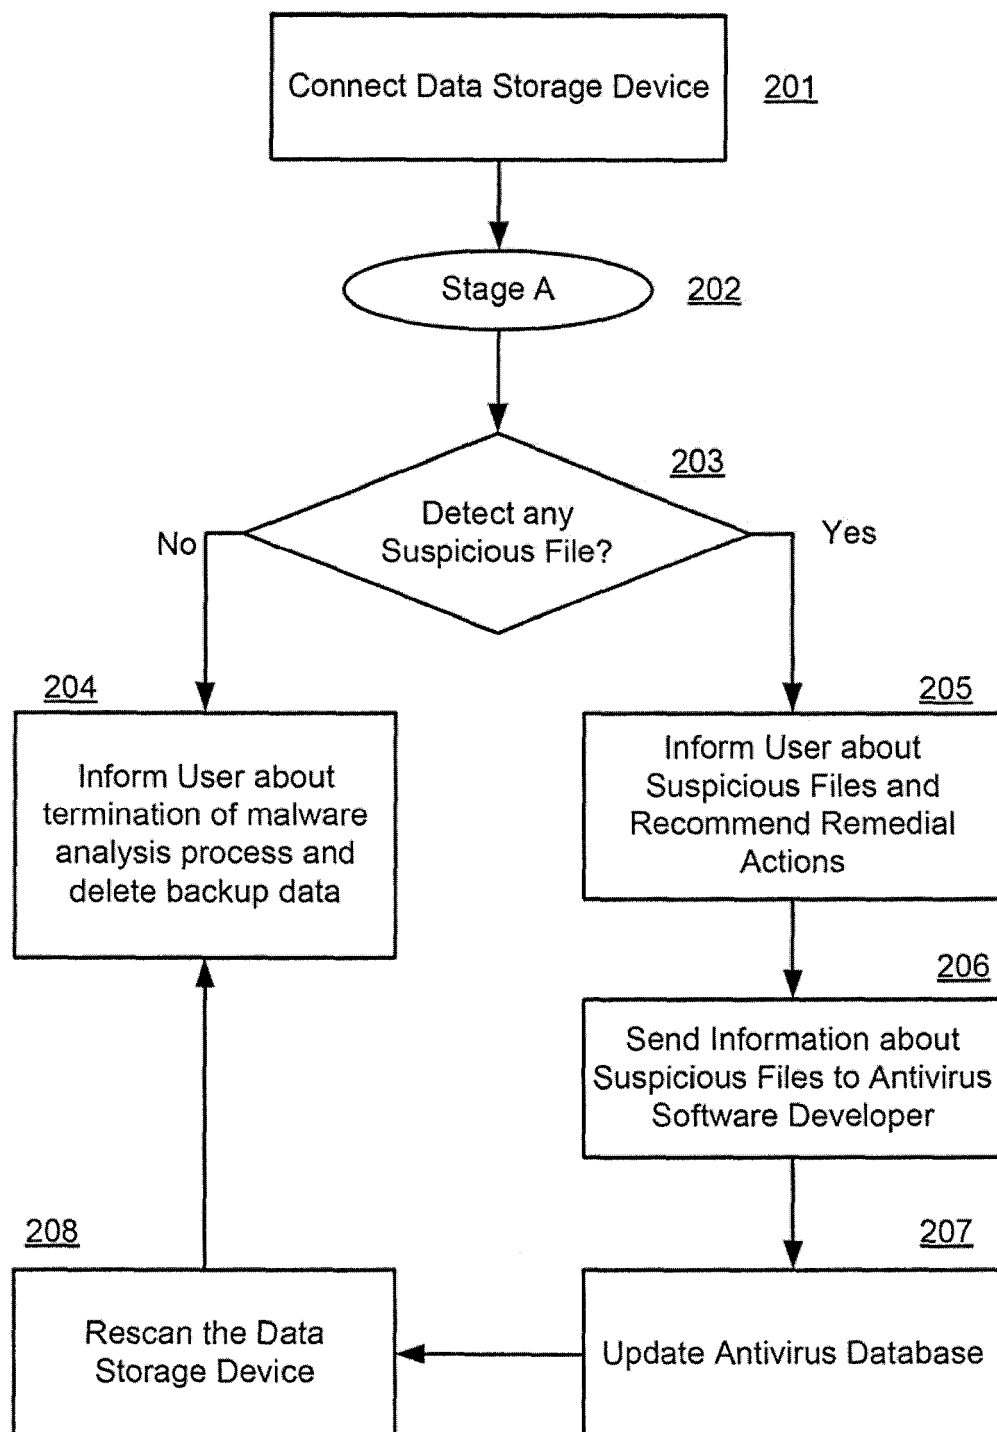 Connect Data Storage Device
201
Stage A
202
203
Detect any
Suspicious File?
No
Yes
204
205
Inform User about
termination of malware
analysis process and
delete backup data
Inform User about
Suspicious Files and
Recommend Remedial
Actions
206
Send Information about
Suspicious Files to Antivirus
Software Developer
208
207
Rescan the Data
Storage Device
Update Antivirus Database